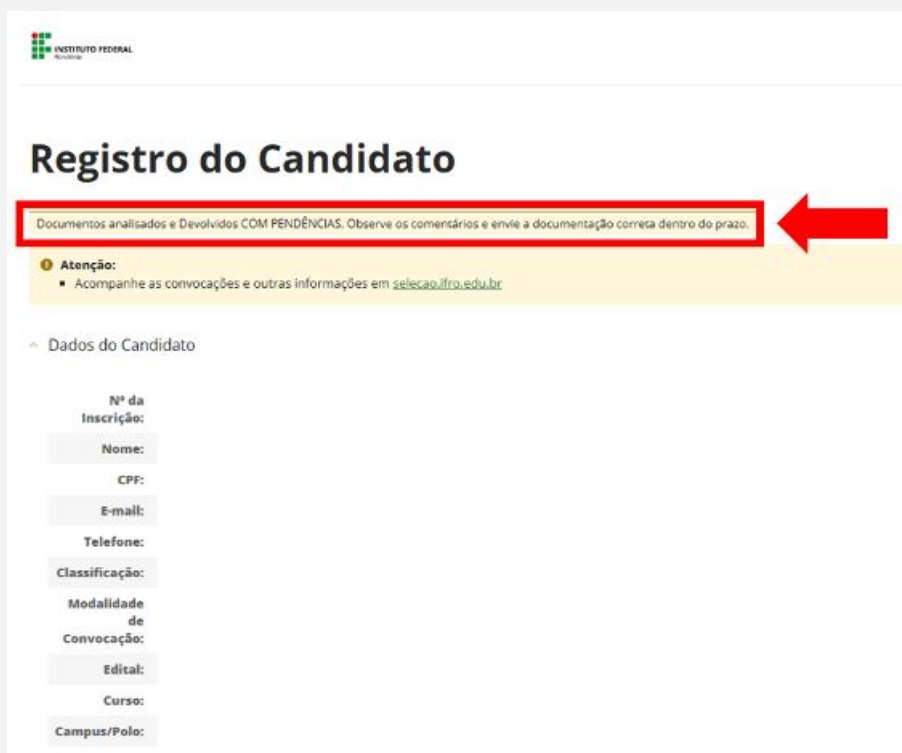 INSTITUTO FEDERAL
Rondônia
Registro do Candidato
Documentos analisados e Devolvidos COM PENDÊNCIAS. Observe os comentários e envie a documentação correta dentro do prazo.
Atenção:
Acompanhe as convocações e outras informações em selecao.ifro.edu.br
Dados do Candidato
Nº da
Inscrição:
Nome:
CPF:
E-mail:
Telefone:
Classificação:
Modalidade
de
Convocação:
Edital:
Curso:
Campus/Polo: